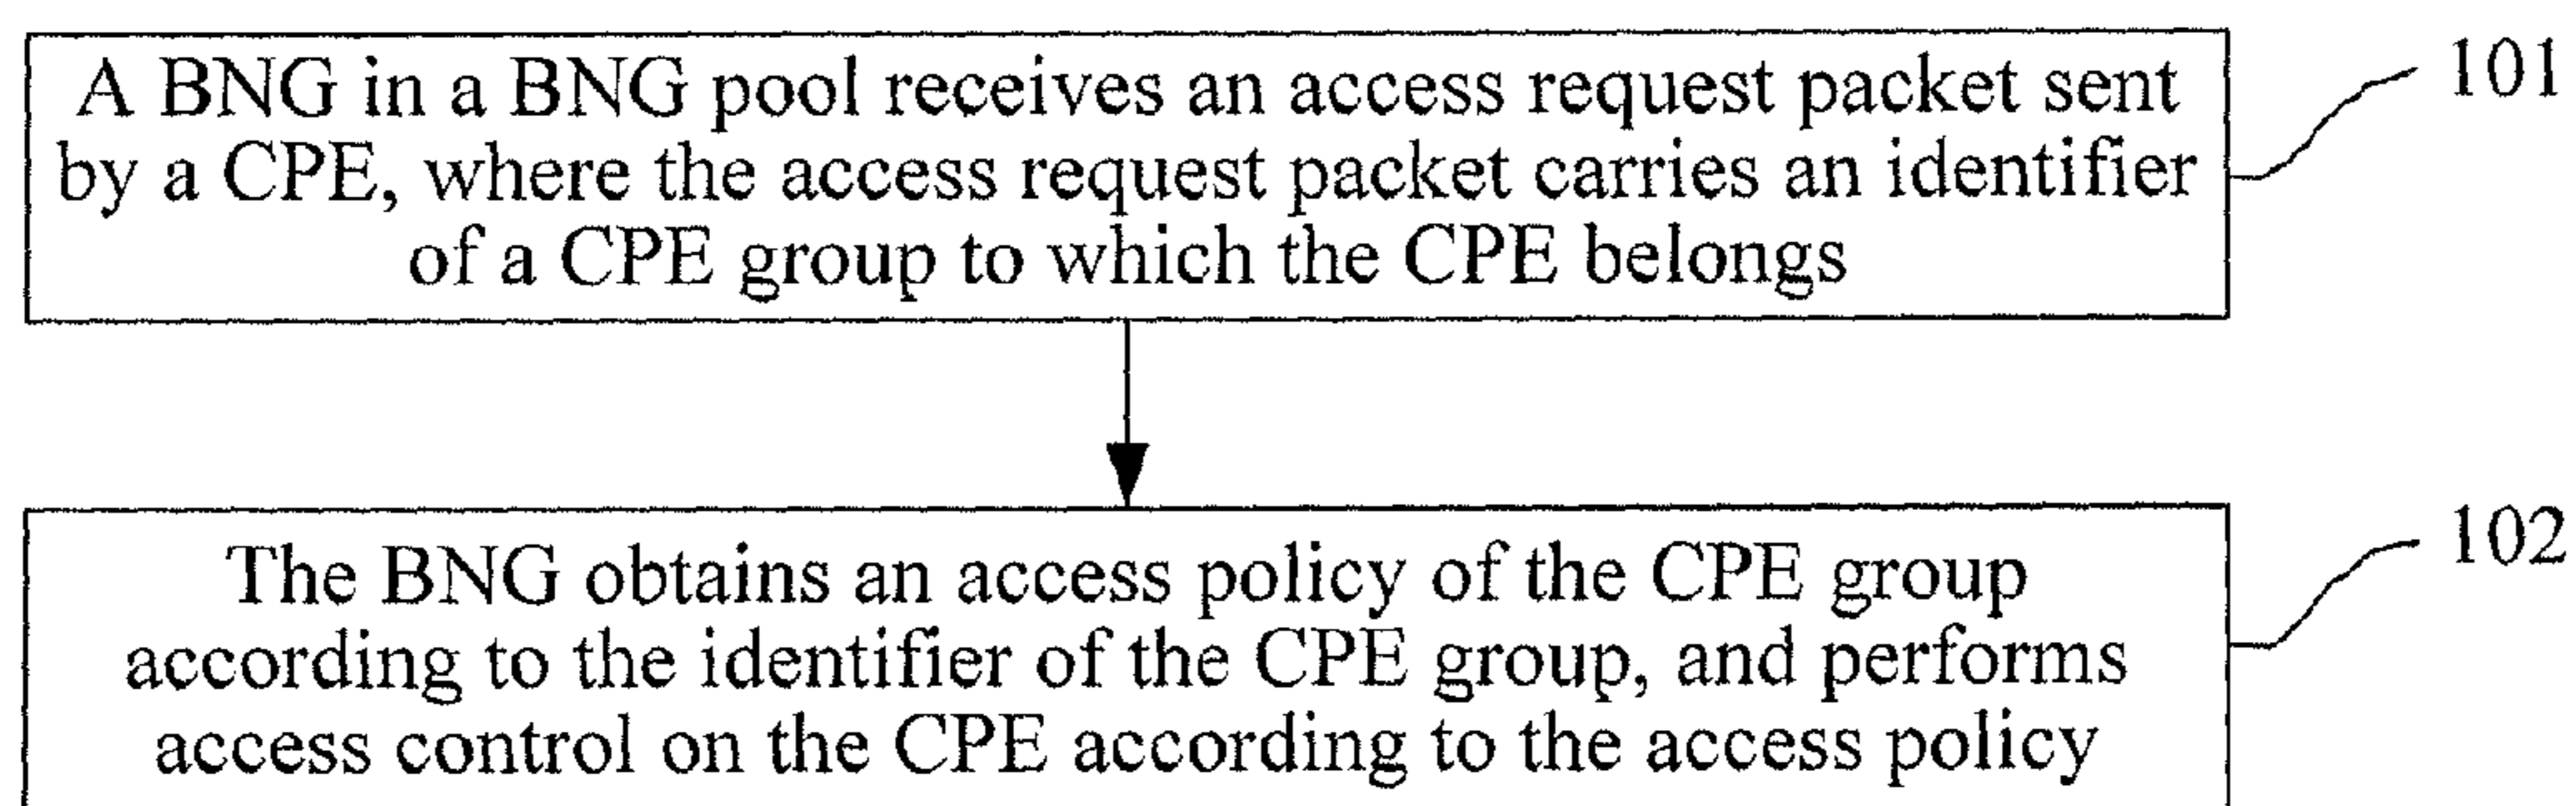 A BNG in a BNG pool receives an access request packet sent
by a CPE, where the access request packet carries an identifier
of a CPE group to which the CPE belongs
101
The BNG obtains an access policy of the CPE group
according to the identifier of the CPE group, and performs
access control on the CPE according to the access policy
102